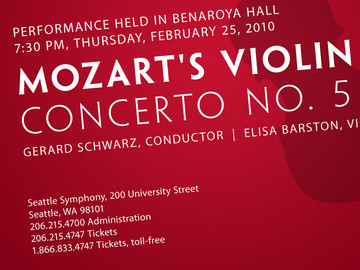 PERFORMANCE HELD IN BENAROYA HALL
7:30 PM, THURSDAY, FEBRUARY 25, 2010
MOZART'S VIOLIN
CONCERTO NO. 5
GERARD SCHWARZ, CONDUCTOR | ELISA BARSTON, VI
Seattle Symphony, 200 University Street
Seattle, WA 98101
206.215.4700 Administration
206.215.4747 Tickets
1.866.833.4747 Tickets, toll-free